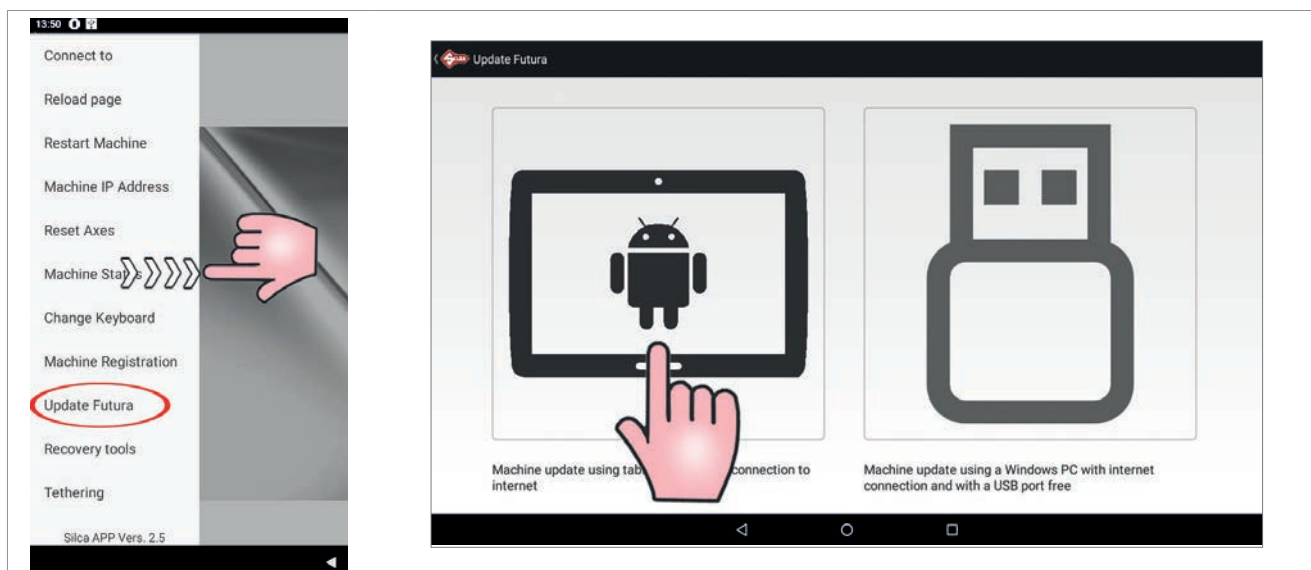 13:50
Connect to
Reload page
Restart Machine
Machine IP Address
Reset Axes
Machine Stat s
Change Keyboard
Machine Registration
Update Futura
Recovery tools
Tethering
Silca APP Vers. 2.5
SILCA Update Futura
Machine update using tab connection to
internet
Machine update using a Windows PC with internet
connection and with a USB port free